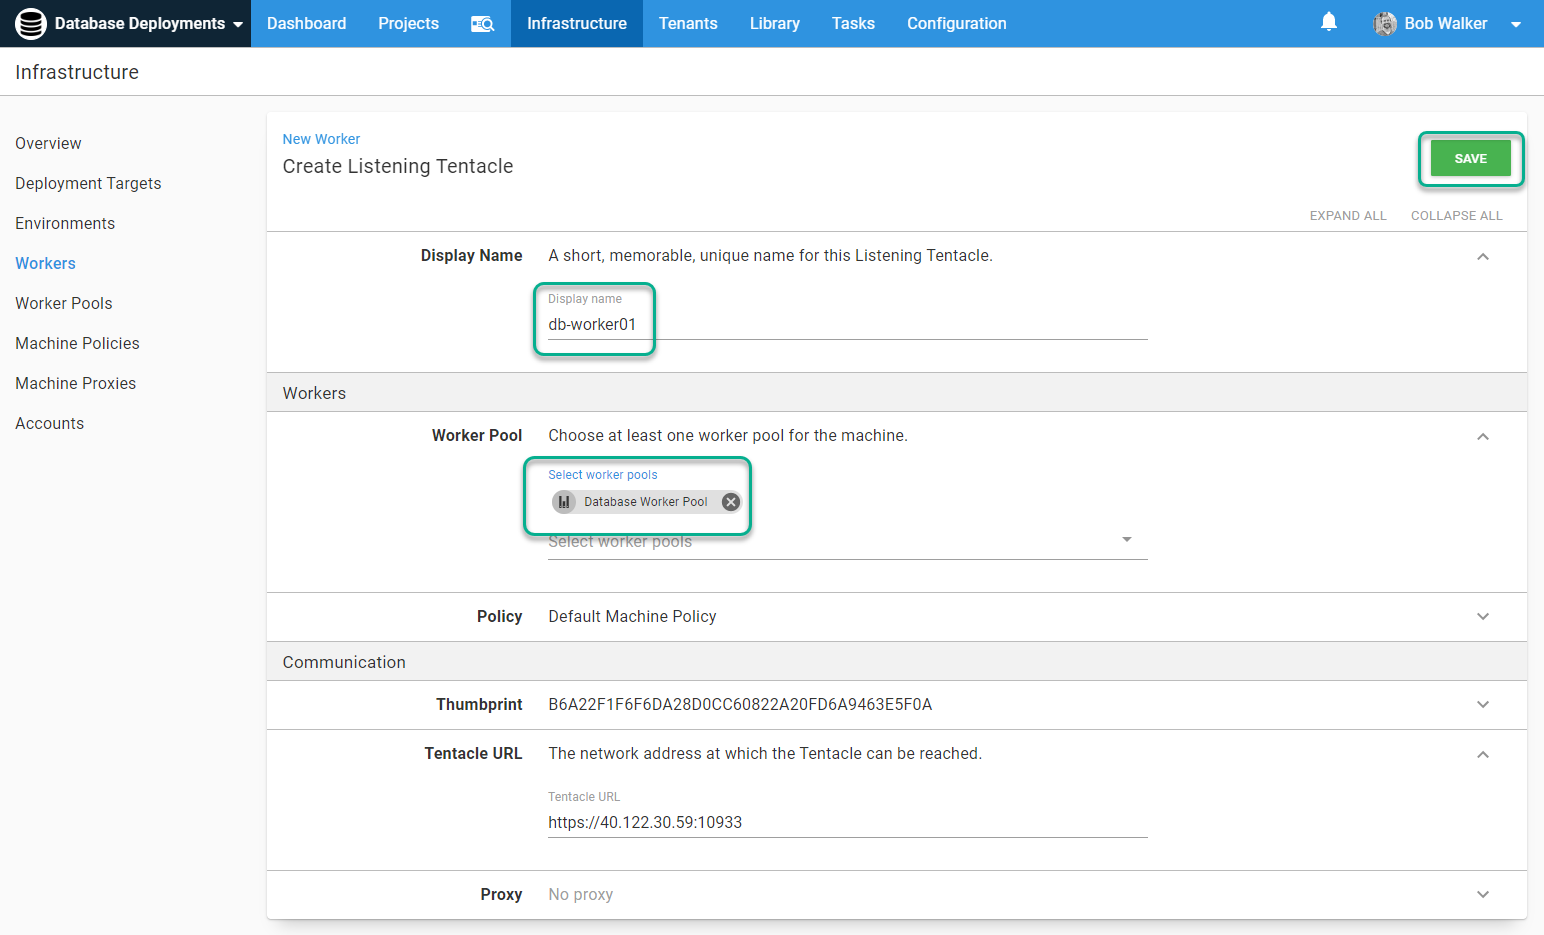 Database Deployments Dashboard Projects Infrastructure Tenants Library Tasks Configuration Bob Walker
Infrastructure
Overview
Deployment Targets
Environments
Workers
Worker Pools
Machine Policies
Machine Proxies
Accounts
New Worker
Create Listening Tentacle
SAVE
EXPAND ALL COLLAPSE ALL
Display Name A short, memorable, unique name for this Listening Tentacle.
Display name
db-worker01
Workers
Worker Pool Choose at least one worker pool for the machine.
Select worker pools
Database Worker Pool
Select worker pools
Policy Default Machine Policy
Communication
Thumbprint B6A22F1F6F6DA28D0CC60822A20FD6A9463E5F0A
Tentacle URL The network address at which the Tentacle can be reached.
Tentacle URL
https://40.122.30.59:10933
Proxy No proxy